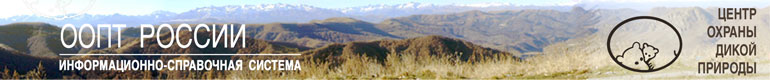 ООПТ РОССИИ
ИНФОРМАЦИОННО-СПРАВОЧНАЯ СИСТЕМА
ЦЕНТР
ОХРАНЫ
ДИКОЙ
ПРИРОДЫ